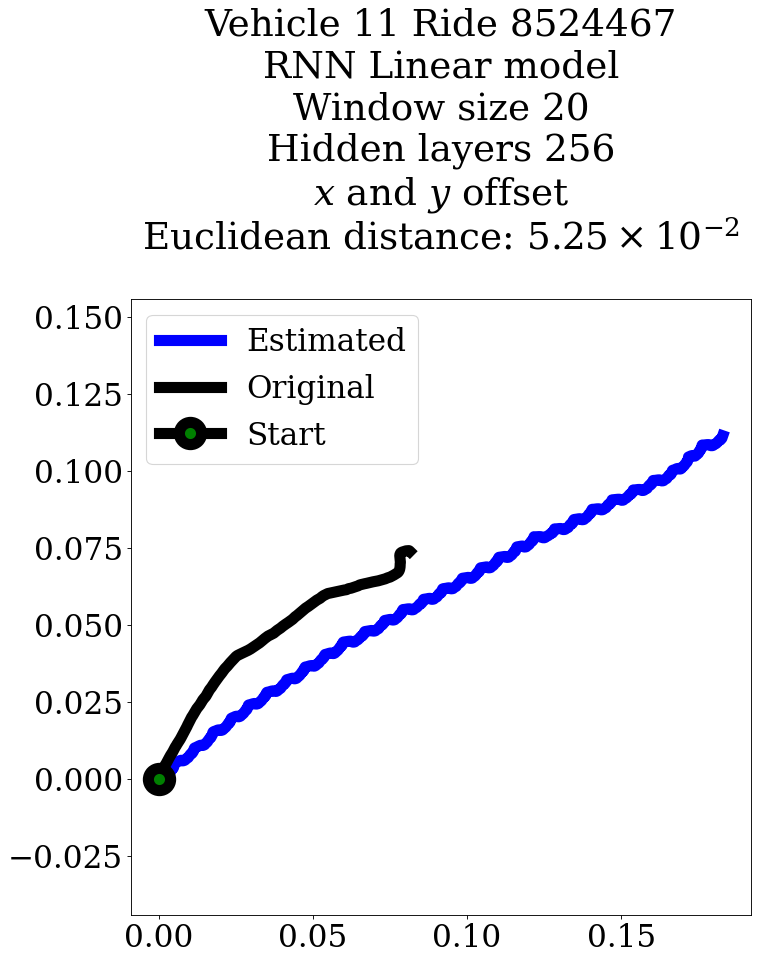 Vehicle 11 Ride 8524467
RNN Linear model
Window size 20
Hidden layers 256
x and y offset
Euclidean distance: 5.25 × 10⁻²
Estimated
Original
Start
0.150
0.125
0.100
0.075
0.050
0.025
0.000
−0.025
0.00 0.05 0.10 0.15